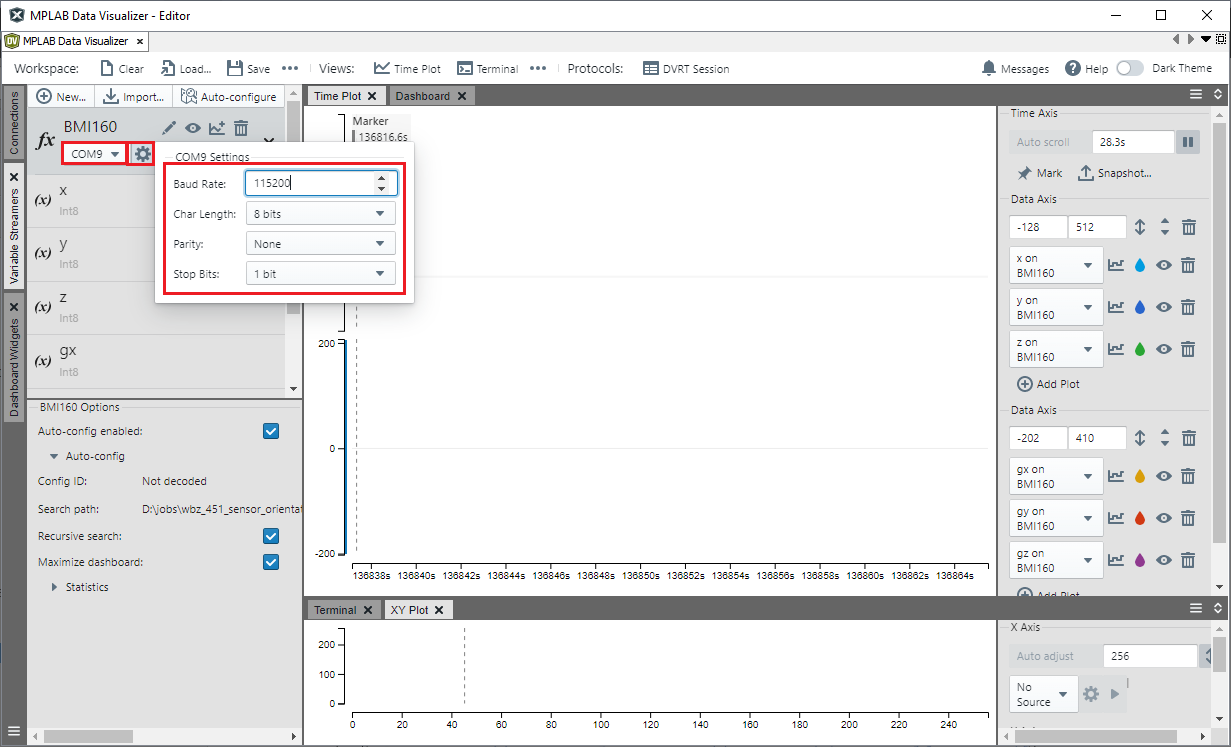 MPLAB Data Visualizer - Editor
DV MPLAB Data Visualizer
Workspace: Clear Load... Save Views: Time Plot Terminal Protocols: DVRT Session Messages Help Dark Theme
Connections
Variable Streamers
Dashboard Widgets
New... Import... Auto-configure
fx BMI160
COM9
(x) x
Int8
(x) y
Int8
(x) z
Int8
(x) gx
Int8
COM9 Settings
Baud Rate: 115200
Char Length: 8 bits
Parity: None
Stop Bits: 1 bit
BMI160 Options
Auto-config enabled:
Auto-config
Config ID: Not decoded
Search path: D:\jobs\wbz_451_sensor_orientat
Recursive search:
Maximize dashboard:
Statistics
Time Plot Dashboard
Marker
136816.6s
200
0
-200
136838s 136840s 136842s 136844s 136846s 136848s 136850s 136852s 136854s 136856s 136858s 136860s 136862s 136864s
Time Axis
Auto scroll 28.3s
Mark Snapshot...
Data Axis
-128 512
x on
BMI160
y on
BMI160
z on
BMI160
Add Plot
Data Axis
-202 410
gx on
BMI160
gy on
BMI160
gz on
BMI160
Add Plot
Terminal XY Plot
200
100
0
0 20 40 60 80 100 120 140 160 180 200 220 240
X Axis
Auto adjust 256
No
Source